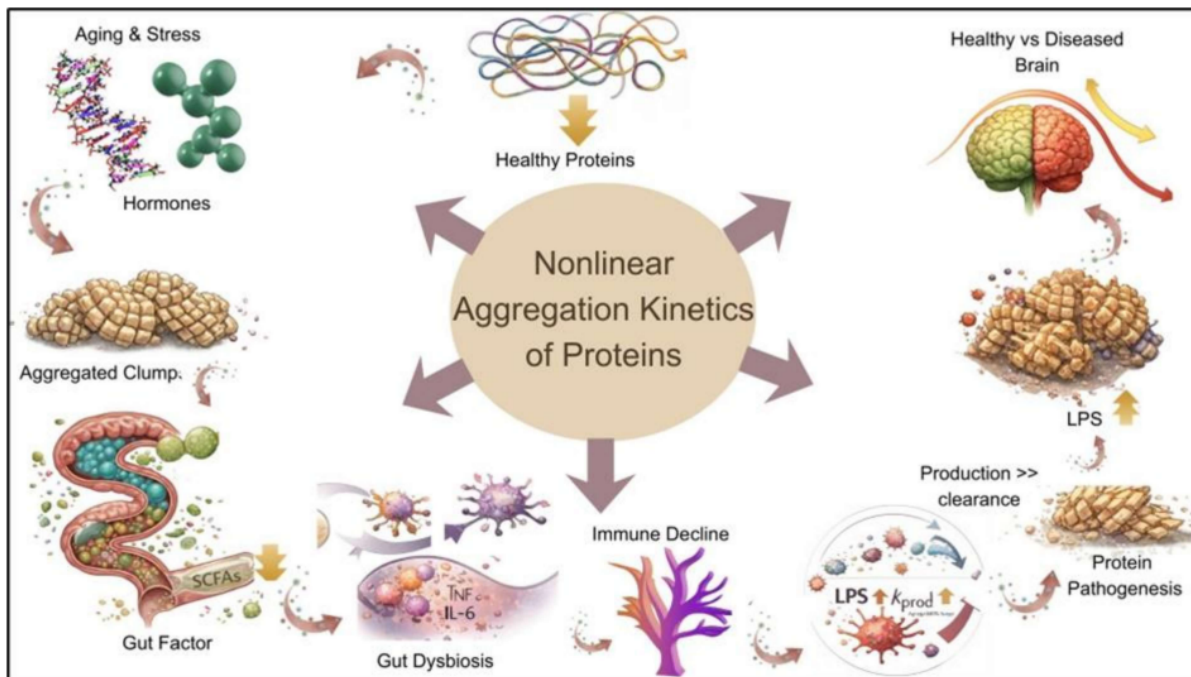 Aging & Stress
Hormones
Healthy Proteins
Healthy vs Diseased
Brain
Nonlinear
Aggregation Kinetics
of Proteins
Aggregated Clump.
SCFAs
Gut Factor
TNF
IL-6
Gut Dysbiosis
Immune Decline
LPS kprod
Production >>
clearance
Protein
Pathogenesis
LPS